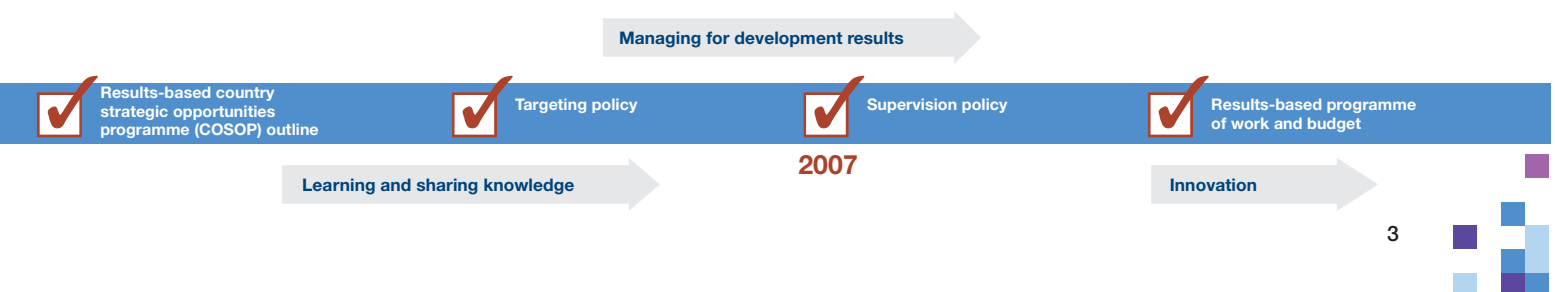 Managing for development results
Results-based country
strategic opportunities
programme (COSOP) outline
Targeting policy
Supervision policy
Results-based programme
of work and budget
2007
Learning and sharing knowledge
Innovation
3